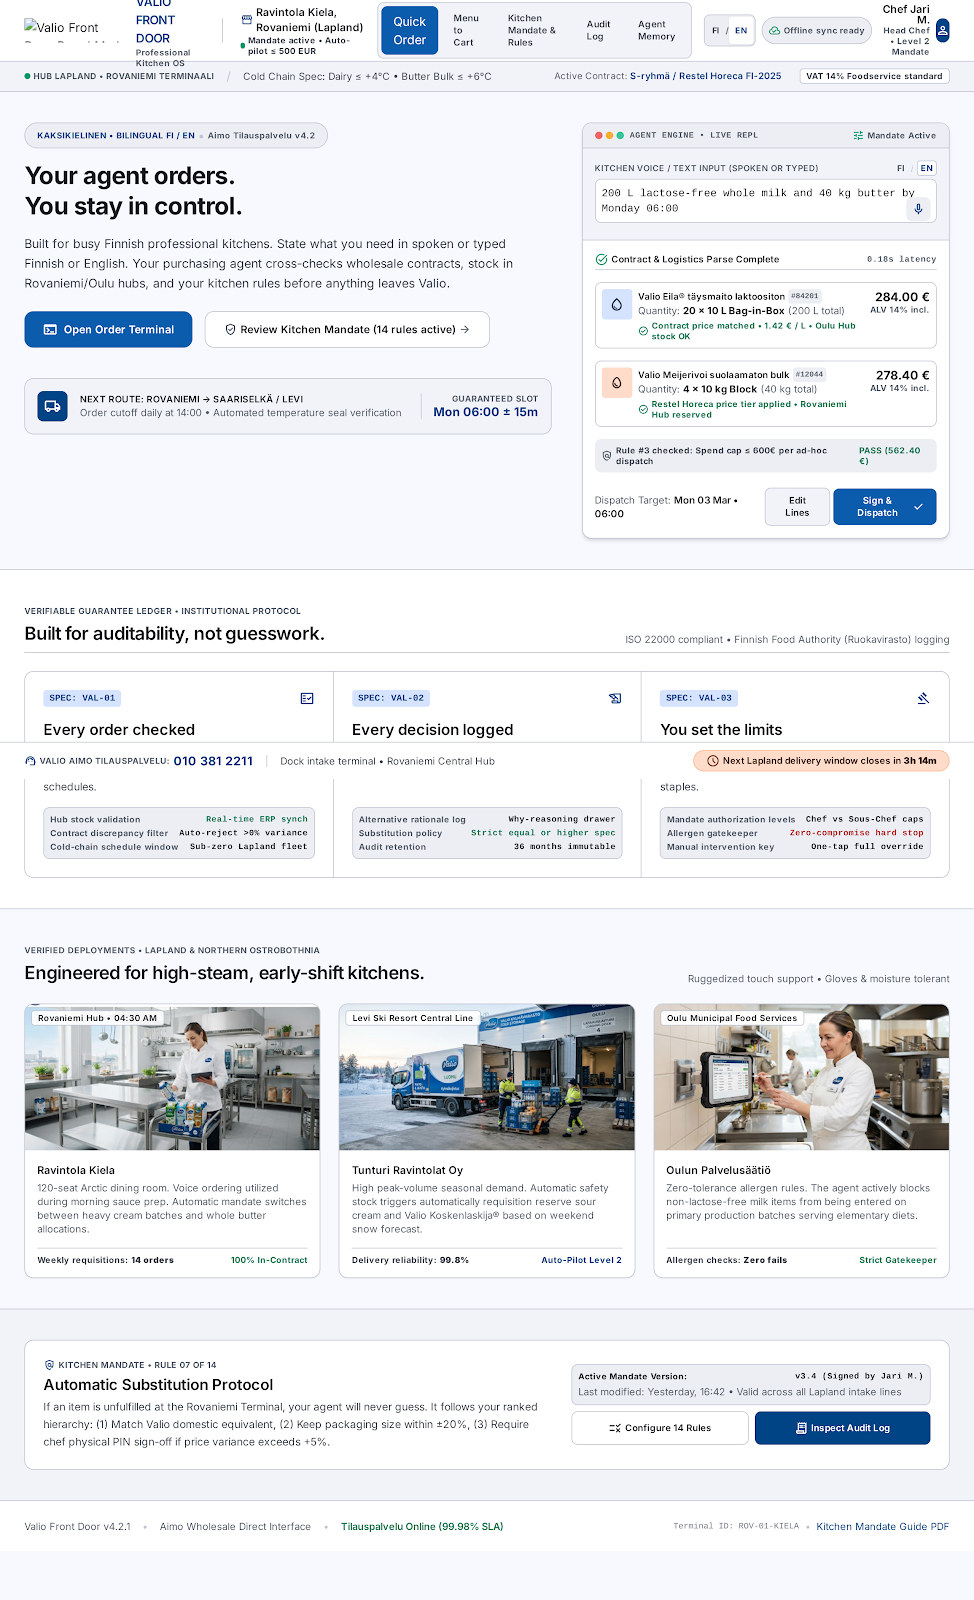 Valio Front
VALIO
FRONT
DOOR
Professional
Kitchen OS
Ravintola Kiela,
Rovaniemi (Lapland)
Mandate active • Auto-
pilot ≤ 500 EUR
Quick
Order
Menu
to
Cart
Kitchen
Mandate &
Rules
Audit
Log
Agent
Memory
FI / EN
Offline sync ready
Chef Jari
M.
Head Chef
• Level 2
Mandate
HUB LAPLAND • ROVANIEMI TERMINAALI / Cold Chain Spec: Dairy ≤ +4°C • Butter Bulk ≤ +6°C
Active Contract: S-ryhmä / Restel Horeca FI-2025
VAT 14% Foodservice standard
KAKSIKIELINEN • BILINGUAL FI / EN • Aimo Tilauspalvelu v4.2
Your agent orders.
You stay in control.
Built for busy Finnish professional kitchens. State what you need in spoken or typed
Finnish or English. Your purchasing agent cross-checks wholesale contracts, stock in
Rovaniemi/Oulu hubs, and your kitchen rules before anything leaves Valio.
Open Order Terminal
Review Kitchen Mandate (14 rules active) →
NEXT ROUTE: ROVANIEMI → SAARISELKÄ / LEVI
Order cutoff daily at 14:00 • Automated temperature seal verification
GUARANTEED SLOT
Mon 06:00 ± 15m
AGENT ENGINE • LIVE REPL
Mandate Active
KITCHEN VOICE / TEXT INPUT (SPOKEN OR TYPED)
FI / EN
200 L lactose-free whole milk and 40 kg butter by
Monday 06:00
Contract & Logistics Parse Complete
0.18s latency
Valio Eila® täysmaito laktoositon #84201
284.00 €
Quantity: 20 × 10 L Bag-in-Box (200 L total)
ALV 14% incl.
Contract price matched • 1.42 € / L • Oulu Hub
stock OK
Valio Meijerivoi suolaamaton bulk #12044
278.40 €
Quantity: 4 × 10 kg Block (40 kg total)
ALV 14% incl.
Restel Horeca price tier applied • Rovaniemi
Hub reserved
Rule #3 checked: Spend cap ≤ 600€ per ad-hoc
dispatch
PASS (562.40
€)
Dispatch Target: Mon 03 Mar •
06:00
Edit
Lines
Sign &
Dispatch
VERIFIABLE GUARANTEE LEDGER • INSTITUTIONAL PROTOCOL
Built for auditability, not guesswork.
ISO 22000 compliant • Finnish Food Authority (Ruokavirasto) logging
SPEC: VAL-01
Every order checked
SPEC: VAL-02
Every decision logged
SPEC: VAL-03
You set the limits
VALIO AIMO TILAUSPALVELU: 010 381 2211
Dock intake terminal • Rovaniemi Central Hub
Next Lapland delivery window closes in 3h 14m
schedules.
staples.
Hub stock validation Real-time ERP synch
Contract discrepancy filter Auto-reject >0% variance
Cold-chain schedule window Sub-zero Lapland fleet
Alternative rationale log Why-reasoning drawer
Substitution policy Strict equal or higher spec
Audit retention 36 months immutable
Mandate authorization levels Chef vs Sous-Chef caps
Allergen gatekeeper Zero-compromise hard stop
Manual intervention key One-tap full override
VERIFIED DEPLOYMENTS • LAPLAND & NORTHERN OSTROBOTHNIA
Engineered for high-steam, early-shift kitchens.
Ruggedized touch support • Gloves & moisture tolerant
Rovaniemi Hub • 04:30 AM
Ravintola Kiela
120-seat Arctic dining room. Voice ordering utilized
during morning sauce prep. Automatic mandate switches
between heavy cream batches and whole butter
allocations.
Weekly requisitions: 14 orders
100% In-Contract
Levi Ski Resort Central Line
Valio
Tunturi Ravintolat Oy
High peak-volume seasonal demand. Automatic safety
stock triggers automatically requisition reserve sour
cream and Valio Koskenlaskija® based on weekend
snow forecast.
Delivery reliability: 99.8%
Auto-Pilot Level 2
Oulu Municipal Food Services
Oulun Palvelusäätiö
Zero-tolerance allergen rules. The agent actively blocks
non-lactose-free milk items from being entered on
primary production batches serving elementary diets.
Allergen checks: Zero fails
Strict Gatekeeper
KITCHEN MANDATE • RULE 07 OF 14
Automatic Substitution Protocol
If an item is unfulfilled at the Rovaniemi Terminal, your agent will never guess. It follows your ranked
hierarchy: (1) Match Valio domestic equivalent, (2) Keep packaging size within ±20%, (3) Require
chef physical PIN sign-off if price variance exceeds +5%.
Active Mandate Version: v3.4 (Signed by Jari M.)
Last modified: Yesterday, 16:42 • Valid across all Lapland intake lines
Configure 14 Rules
Inspect Audit Log
Valio Front Door v4.2.1 • Aimo Wholesale Direct Interface • Tilauspalvelu Online (99.98% SLA)
Terminal ID: ROV-01-KIELA • Kitchen Mandate Guide PDF